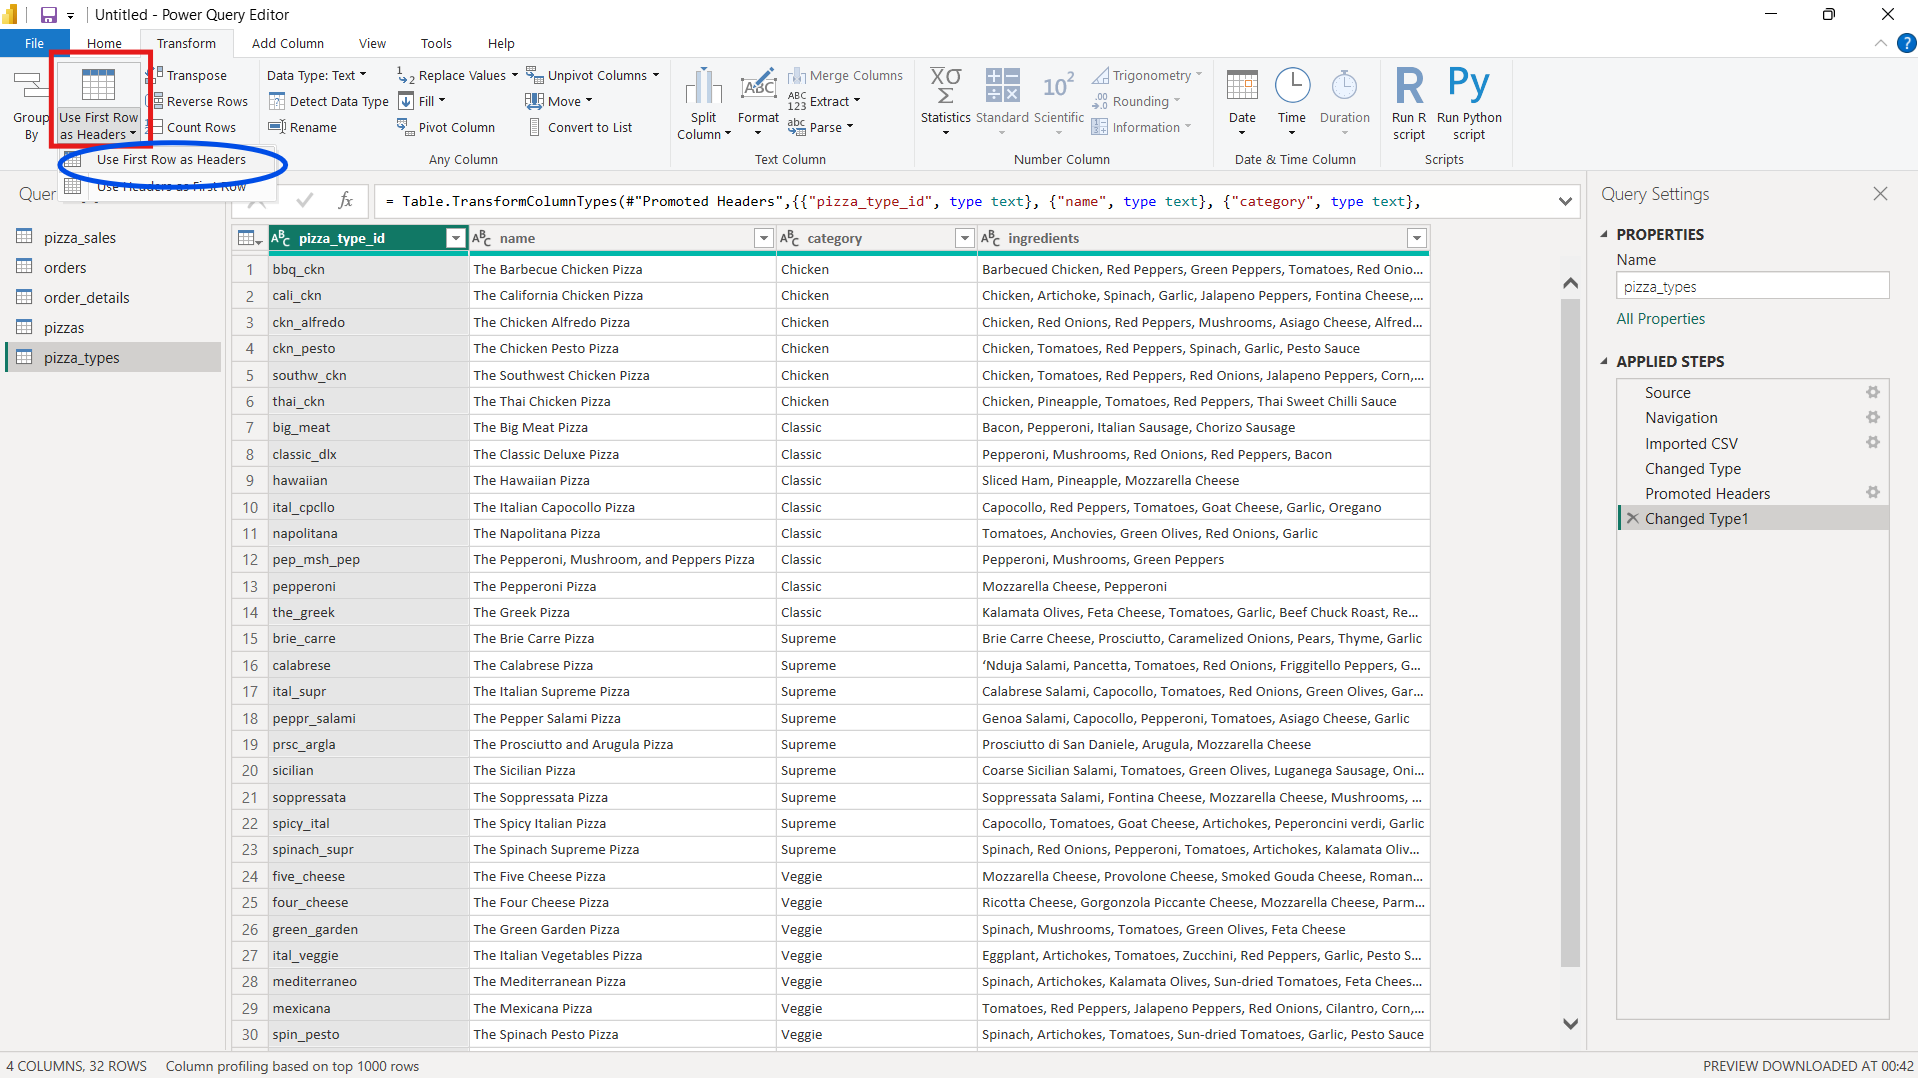 Untitled - Power Query Editor
File Home Transform Add Column View Tools Help
Group By
Use First Row as Headers
Transpose
Reverse Rows
Count Rows
Data Type: Text
Detect Data Type
Rename
Replace Values
Fill
Pivot Column
Unpivot Columns
Move
Convert to List
Any Column
Split Column
Format
Merge Columns
Extract
Parse
Text Column
Statistics
Standard
Scientific
Trigonometry
Rounding
Information
Number Column
Date
Time
Duration
Date & Time Column
Run R script
Run Python script
Scripts
Use First Row as Headers
Use Headers as First Row
pizza_sales
orders
order_details
pizzas
pizza_types
= Table.TransformColumnTypes(#"Promoted Headers",{{"pizza_type_id", type text}, {"name", type text}, {"category", type text},
pizza_type_id name category ingredients
1 bbq_ckn The Barbecue Chicken Pizza Chicken Barbecued Chicken, Red Peppers, Green Peppers, Tomatoes, Red Onio...
2 cali_ckn The California Chicken Pizza Chicken Chicken, Artichoke, Spinach, Garlic, Jalapeno Peppers, Fontina Cheese,...
3 ckn_alfredo The Chicken Alfredo Pizza Chicken Chicken, Red Onions, Red Peppers, Mushrooms, Asiago Cheese, Alfred...
4 ckn_pesto The Chicken Pesto Pizza Chicken Chicken, Tomatoes, Red Peppers, Spinach, Garlic, Pesto Sauce
5 southw_ckn The Southwest Chicken Pizza Chicken Chicken, Tomatoes, Red Peppers, Red Onions, Jalapeno Peppers, Corn,...
6 thai_ckn The Thai Chicken Pizza Chicken Chicken, Pineapple, Tomatoes, Red Peppers, Thai Sweet Chilli Sauce
7 big_meat The Big Meat Pizza Classic Bacon, Pepperoni, Italian Sausage, Chorizo Sausage
8 classic_dlx The Classic Deluxe Pizza Classic Pepperoni, Mushrooms, Red Onions, Red Peppers, Bacon
9 hawaiian The Hawaiian Pizza Classic Sliced Ham, Pineapple, Mozzarella Cheese
10 ital_cpcllo The Italian Capocollo Pizza Classic Capocollo, Red Peppers, Tomatoes, Goat Cheese, Garlic, Oregano
11 napolitana The Napolitana Pizza Classic Tomatoes, Anchovies, Green Olives, Red Onions, Garlic
12 pep_msh_pep The Pepperoni, Mushroom, and Peppers Pizza Classic Pepperoni, Mushrooms, Green Peppers
13 pepperoni The Pepperoni Pizza Classic Mozzarella Cheese, Pepperoni
14 the_greek The Greek Pizza Classic Kalamata Olives, Feta Cheese, Tomatoes, Garlic, Beef Chuck Roast, Re...
15 brie_carre The Brie Carre Pizza Supreme Brie Carre Cheese, Prosciutto, Caramelized Onions, Pears, Thyme, Garlic
16 calabrese The Calabrese Pizza Supreme ‘Nduja Salami, Pancetta, Tomatoes, Red Onions, Friggitello Peppers, G...
17 ital_supr The Italian Supreme Pizza Supreme Calabrese Salami, Capocollo, Tomatoes, Red Onions, Green Olives, Gar...
18 peppr_salami The Pepper Salami Pizza Supreme Genoa Salami, Capocollo, Pepperoni, Tomatoes, Asiago Cheese, Garlic
19 prsc_argla The Prosciutto and Arugula Pizza Supreme Prosciutto di San Daniele, Arugula, Mozzarella Cheese
20 sicilian The Sicilian Pizza Supreme Coarse Sicilian Salami, Tomatoes, Green Olives, Luganega Sausage, Oni...
21 soppressata The Soppressata Pizza Supreme Soppressata Salami, Fontina Cheese, Mozzarella Cheese, Mushrooms, ...
22 spicy_ital The Spicy Italian Pizza Supreme Capocollo, Tomatoes, Goat Cheese, Artichokes, Peperoncini verdi, Garlic
23 spinach_supr The Spinach Supreme Pizza Supreme Spinach, Red Onions, Pepperoni, Tomatoes, Artichokes, Kalamata Oliv...
24 five_cheese The Five Cheese Pizza Veggie Mozzarella Cheese, Provolone Cheese, Smoked Gouda Cheese, Roman...
25 four_cheese The Four Cheese Pizza Veggie Ricotta Cheese, Gorgonzola Piccante Cheese, Mozzarella Cheese, Parm...
26 green_garden The Green Garden Pizza Veggie Spinach, Mushrooms, Tomatoes, Green Olives, Feta Cheese
27 ital_veggie The Italian Vegetables Pizza Veggie Eggplant, Artichokes, Tomatoes, Zucchini, Red Peppers, Garlic, Pesto S...
28 mediterraneo The Mediterranean Pizza Veggie Spinach, Artichokes, Kalamata Olives, Sun-dried Tomatoes, Feta Chees...
29 mexicana The Mexicana Pizza Veggie Tomatoes, Red Peppers, Jalapeno Peppers, Red Onions, Cilantro, Corn,...
30 spin_pesto The Spinach Pesto Pizza Veggie Spinach, Artichokes, Tomatoes, Sun-dried Tomatoes, Garlic, Pesto Sauce
Query Settings
PROPERTIES
Name
pizza_types
All Properties
APPLIED STEPS
Source
Navigation
Imported CSV
Changed Type
Promoted Headers
Changed Type1
4 COLUMNS, 32 ROWS Column profiling based on top 1000 rows PREVIEW DOWNLOADED AT 00:42